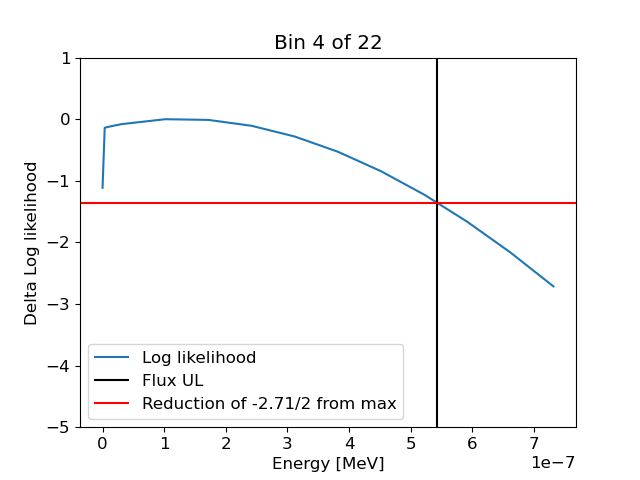 Bin 4 of 22
1
0
−1
−2
−3
−4
−5
Delta Log likelihood
Log likelihood
Flux UL
Reduction of -2.71/2 from max
0 1 2 3 4 5 6 7
1e−7
Energy [MeV]